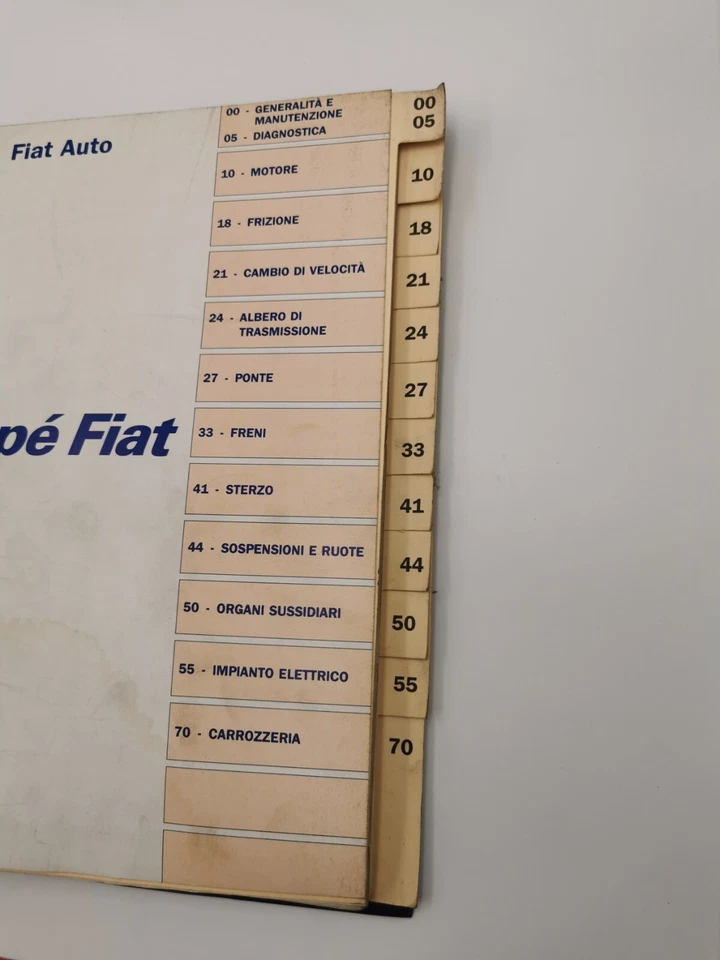 Fiat Auto
pé Fiat
00 - GENERALITÀ E
MANUTENZIONE
05 - DIAGNOSTICA
10 - MOTORE
18 - FRIZIONE
21 - CAMBIO DI VELOCITÀ
24 - ALBERO DI
TRASMISSIONE
27 - PONTE
33 - FRENI
41 - STERZO
44 - SOSPENSIONI E RUOTE
50 - ORGANI SUSSIDIARI
55 - IMPIANTO ELETTRICO
70 - CARROZZERIA
00
05
10
18
21
24
27
33
41
44
50
55
70